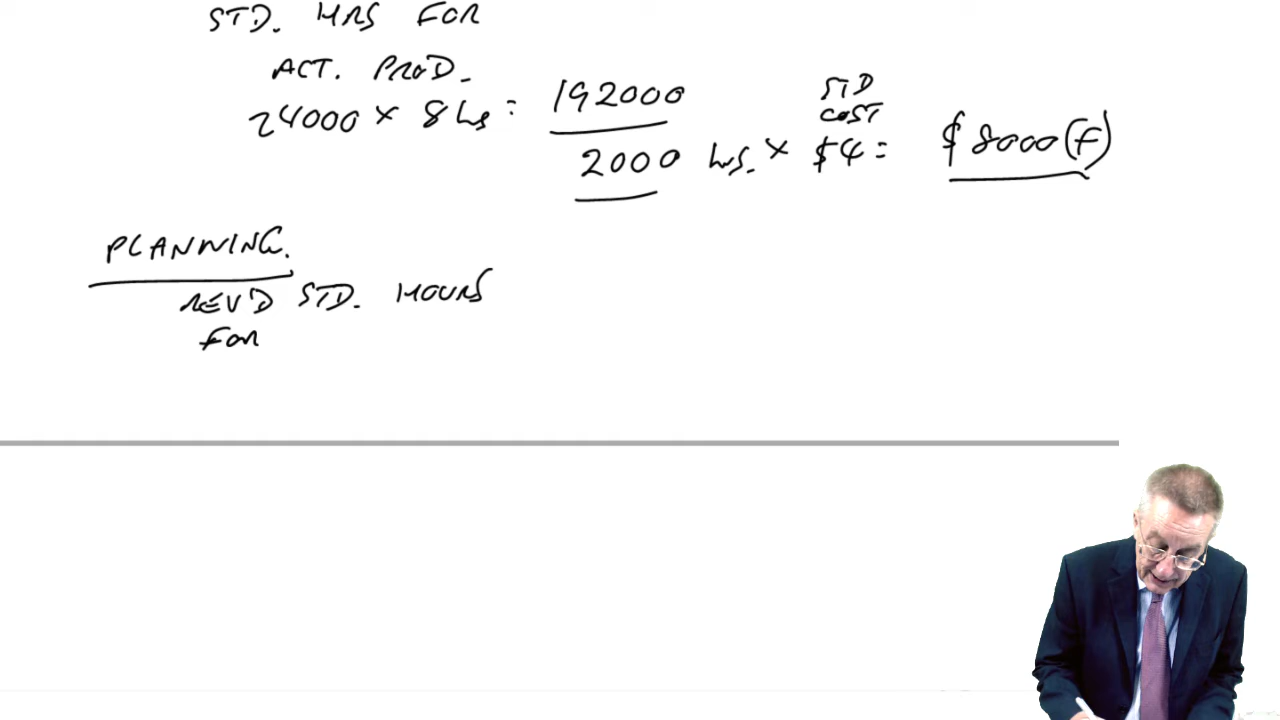 STD. HRS FOR
ACT. PROD.
24000 × 8 hs = 192000
STD
COST
2000 hrs. × $4 = $8000(F)
PLANNING.
REV'D STD. HOURS
FOR